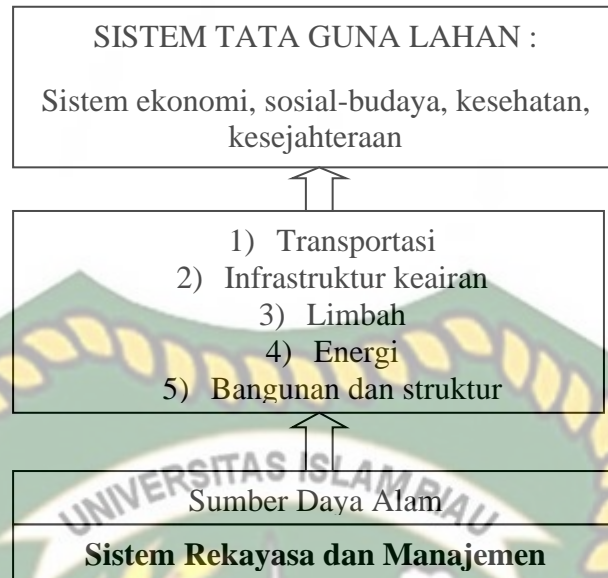 SISTEM TATA GUNA LAHAN :
Sistem ekonomi, sosial-budaya, kesehatan,
kesejahteraan
1) Transportasi
2) Infrastruktur keairan
3) Limbah
4) Energi
5) Bangunan dan struktur
UNIVERSITAS ISLAM RIAU
Sumber Daya Alam
Sistem Rekayasa dan Manajemen